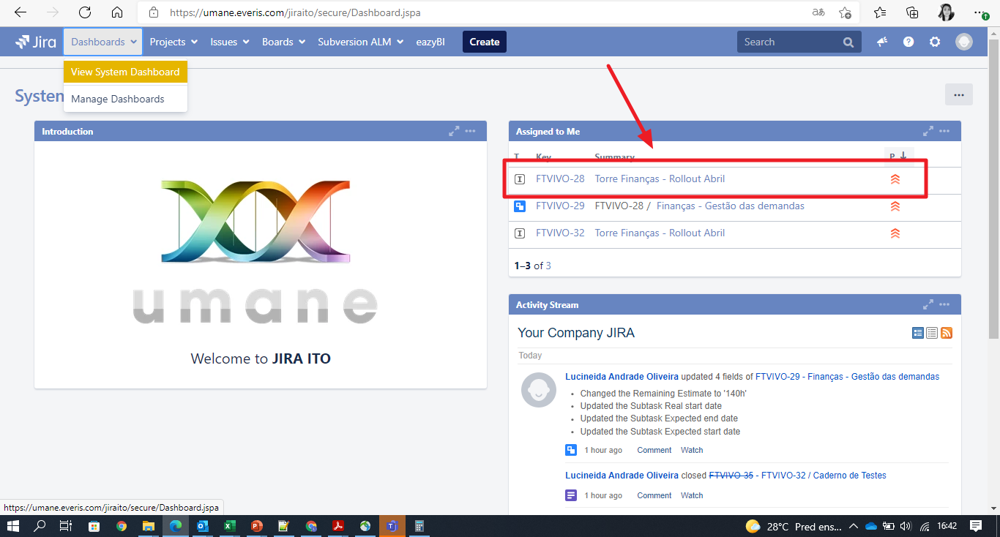 https://umane.everis.com/jiraito/secure/Dashboard.jspa
Jira Dashboards Projects Issues Boards Subversion ALM eazyBI Create Search
View System Dashboard
Manage Dashboards
System
Introduction
umane
Welcome to JIRA ITO
Assigned to Me
T Key Summary P
FTVIVO-28 Torre Finanças - Rollout Abril
FTVIVO-29 FTVIVO-28 / Finanças - Gestão das demandas
FTVIVO-32 Torre Finanças - Rollout Abril
1–3 of 3
Activity Stream
Your Company JIRA
Today
Lucineida Andrade Oliveira updated 4 fields of FTVIVO-29 - Finanças - Gestão das demandas
Changed the Remaining Estimate to '140h'
Updated the Subtask Real start date
Updated the Subtask Expected end date
Updated the Subtask Expected start date
1 hour ago Comment Watch
Lucineida Andrade Oliveira closed FTVIVO-35 - FTVIVO-32 / Caderno de Testes
1 hour ago Comment Watch
https://umane.everis.com/jiraito/secure/Dashboard.jspa
28°C Pred ens... 16:42